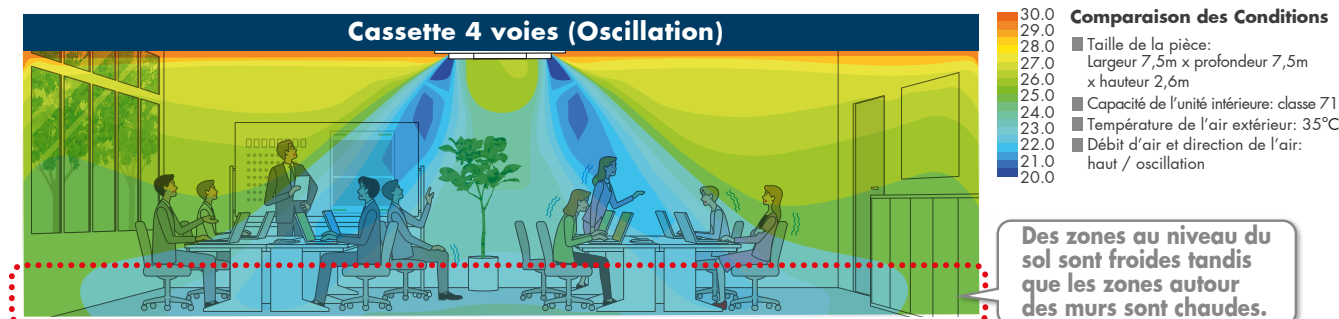 Cassette 4 voies (Oscillation)
30.0
29.0
28.0
27.0
26.0
25.0
24.0
23.0
22.0
21.0
20.0
Comparaison des Conditions
Taille de la pièce:
Largeur 7,5m x profondeur 7,5m
x hauteur 2,6m
Capacité de l'unité intérieure: classe 71
Température de l'air extérieur: 35°C
Débit d'air et direction de l'air:
haut / oscillation
Des zones au niveau du
sol sont froides tandis
que les zones autour
des murs sont chaudes.